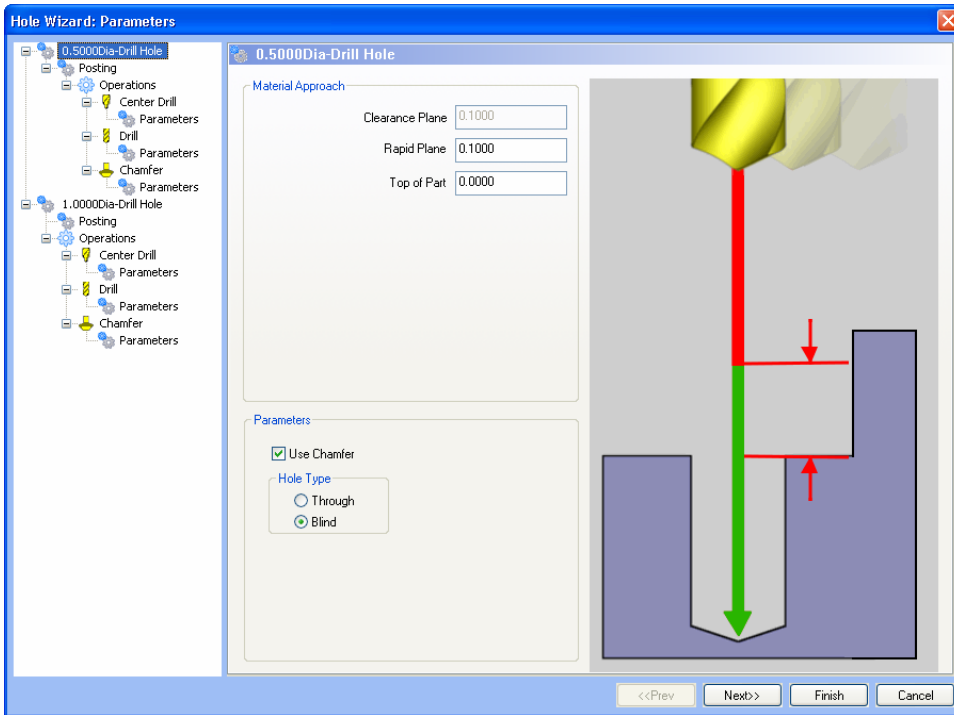 Hole Wizard: Parameters
0.5000Dia-Drill Hole
Posting
Operations
Center Drill
Parameters
Drill
Parameters
Chamfer
Parameters
1.0000Dia-Drill Hole
Posting
Operations
Center Drill
Parameters
Drill
Parameters
Chamfer
Parameters
0.5000Dia-Drill Hole
Material Approach
Clearance Plane 0.1000
Rapid Plane 0.1000
Top of Part 0.0000
Parameters
Use Chamfer
Hole Type
Through
Blind
<<Prev Next>> Finish Cancel